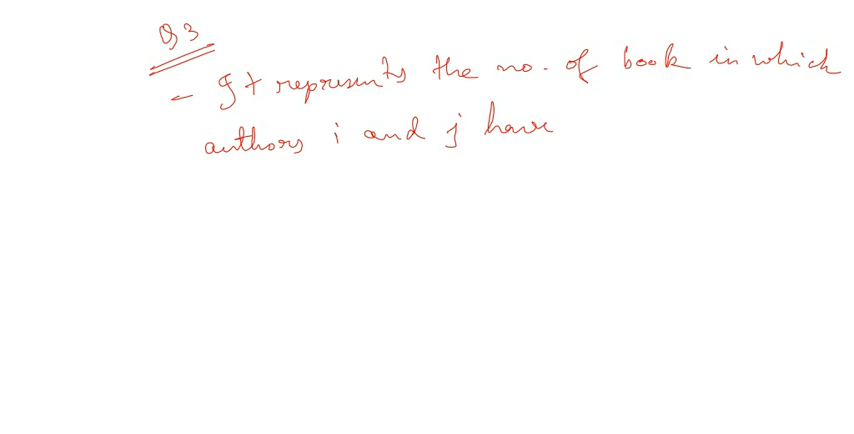 Q3
- It represents the no. of book in which
authors i and j have